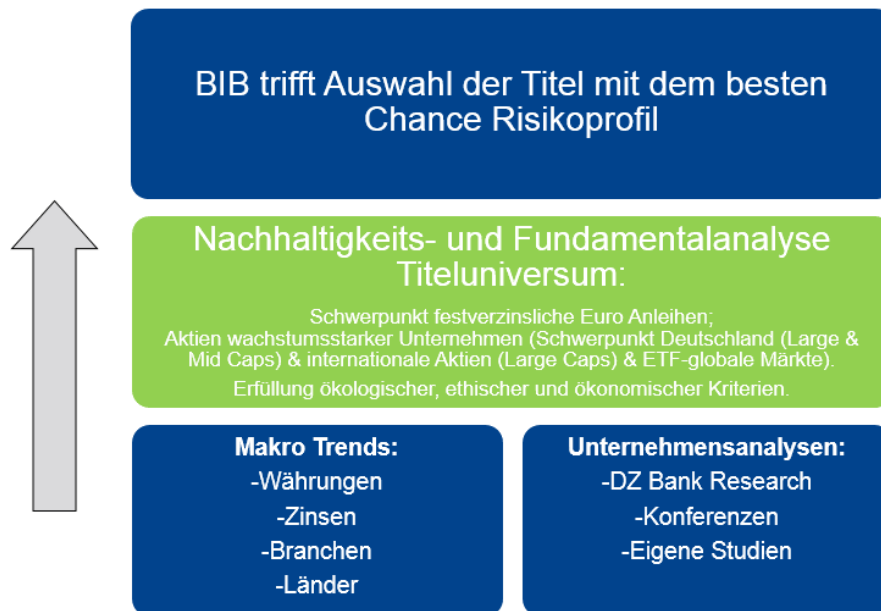 BIB trifft Auswahl der Titel mit dem besten
Chance Risikoprofil
Nachhaltigkeits- und Fundamentalanalyse
Titeluniversum:
Schwerpunkt festverzinsliche Euro Anleihen;
Aktien wachstumsstarker Unternehmen (Schwerpunkt Deutschland (Large &
Mid Caps) & internationale Aktien (Large Caps) & ETF-globale Märkte).
Erfüllung ökologischer, ethischer und ökonomischer Kriterien.
Makro Trends:
-Währungen
-Zinsen
-Branchen
-Länder
Unternehmensanalysen:
-DZ Bank Research
-Konferenzen
-Eigene Studien